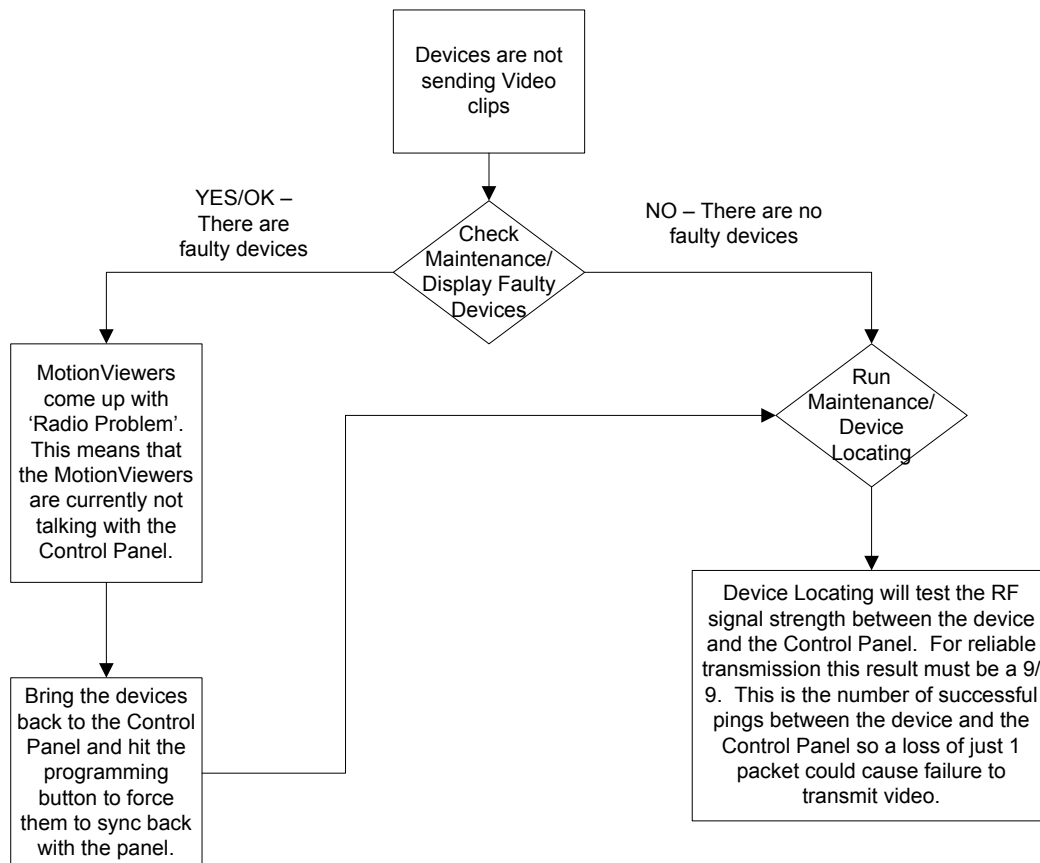 Devices are not
sending Video
clips
YES/OK –
There are
faulty devices
NO – There are no
faulty devices
Check
Maintenance/
Display Faulty
Devices
MotionViewers
come up with
‘Radio Problem’.
This means that
the MotionViewers
are currently not
talking with the
Control Panel.
Run
Maintenance/
Device
Locating
Bring the devices
back to the Control
Panel and hit the
programming
button to force
them to sync back
with the panel.
Device Locating will test the RF
signal strength between the device
and the Control Panel.  For reliable
transmission this result must be a 9/
9.  This is the number of successful
pings between the device and the
Control Panel so a loss of just 1
packet could cause failure to
transmit video.